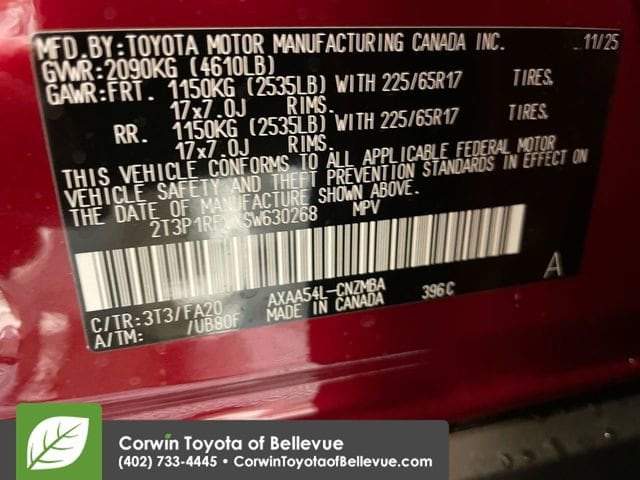 MFD.BY:TOYOTA MOTOR MANUFACTURING CANADA INC. 11/25
GVWR:2090KG (4610LB)
GAWR:FRT. 1150KG (2535LB) WITH 225/65R17 TIRES,
17x7.0J RIMS.
RR. 1150KG (2535LB) WITH 225/65R17 TIRES,
17x7.0J RIMS.
THIS VEHICLE CONFORMS TO ALL APPLICABLE FEDERAL MOTOR
VEHICLE SAFETY AND THEFT PREVENTION STANDARDS IN EFFECT ON
THE DATE OF MANUFACTURE SHOWN ABOVE.
MPV
A
C/TR:3T3/FA20 AXAA54L-CNZMBA 396C
A/TM: /UB80F MADE IN CANADA
Corwin Toyota of Bellevue
(402) 733-4445 • CorwinToyotaofBellevue.com